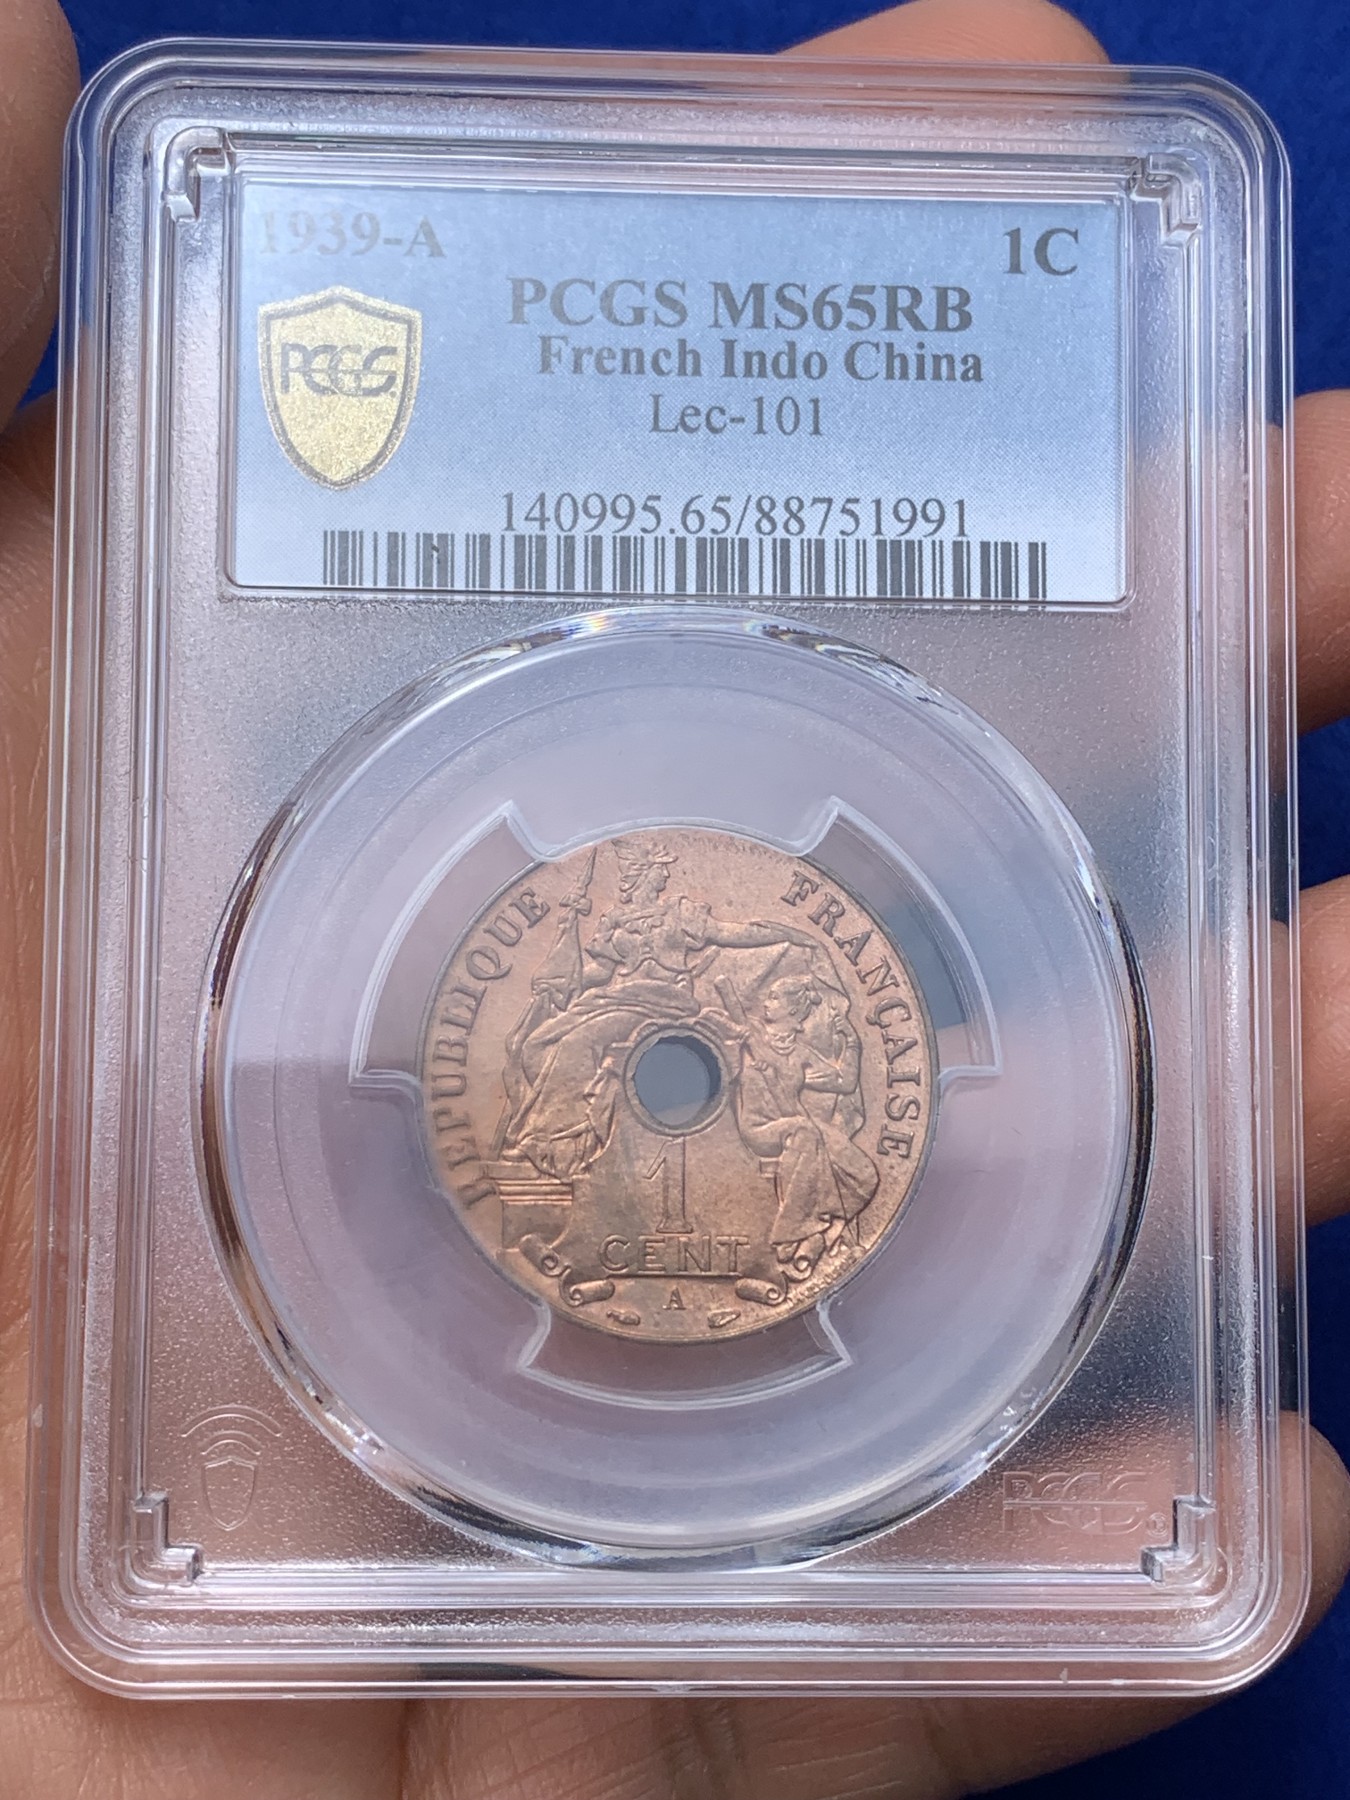 1939-A
1C
PCGS MS65RB
French Indo China
Lec-101
PCGS
140995.65/88751991
REPUBLIQUE
FRANÇAISE
1
CENT
A
PCGS